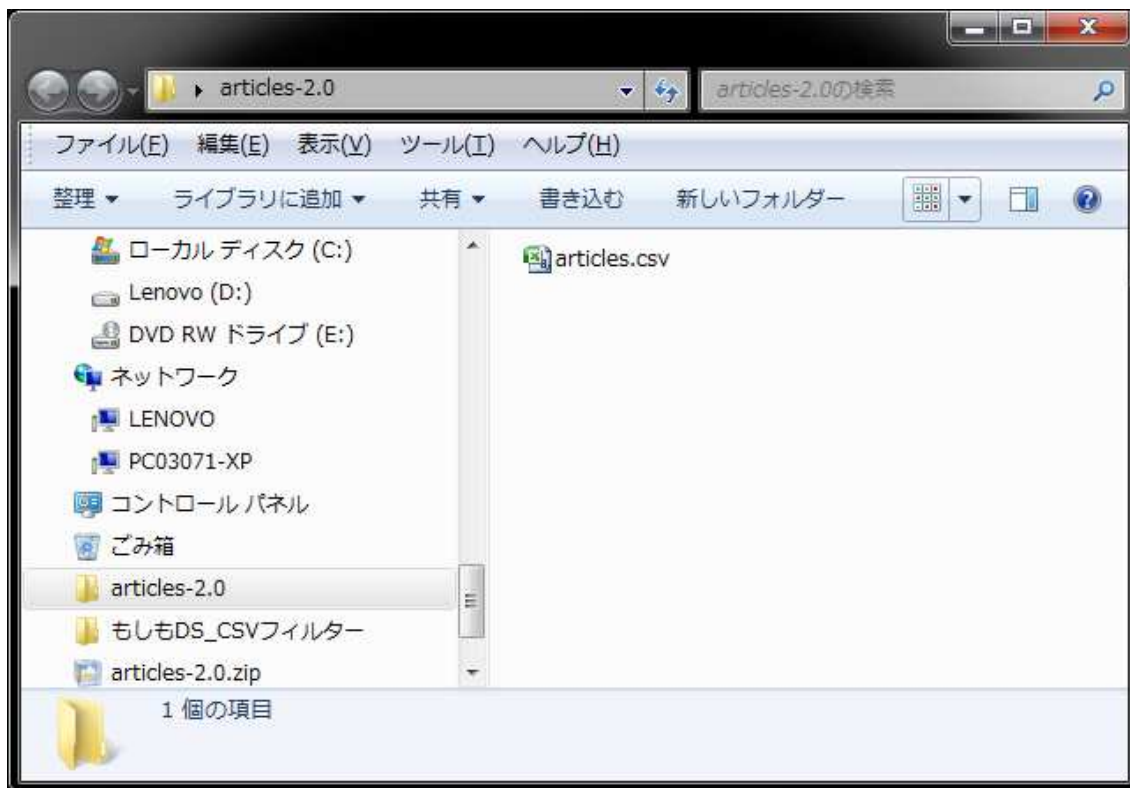 articles-2.0
articles-2.0の検索
ファイル(F) 編集(E) 表示(V) ツール(T) ヘルプ(H)
整理 ライブラリに追加 共有 書き込む 新しいフォルダー
ローカル ディスク (C:)
Lenovo (D:)
DVD RW ドライブ (E:)
ネットワーク
LENOVO
PC03071-XP
コントロール パネル
ごみ箱
articles-2.0
もしもDS_CSVフィルター
articles-2.0.zip
articles.csv
1 個の項目